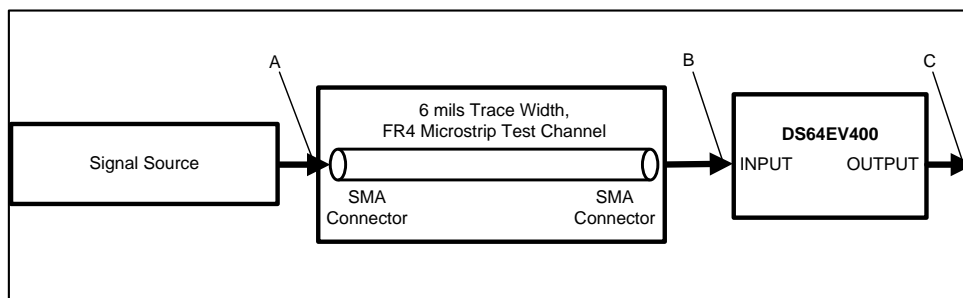 A
B
C
6 mils Trace Width,
FR4 Microstrip Test Channel
Signal Source
SMA
Connector
SMA
Connector
DS64EV400
INPUT
OUTPUT